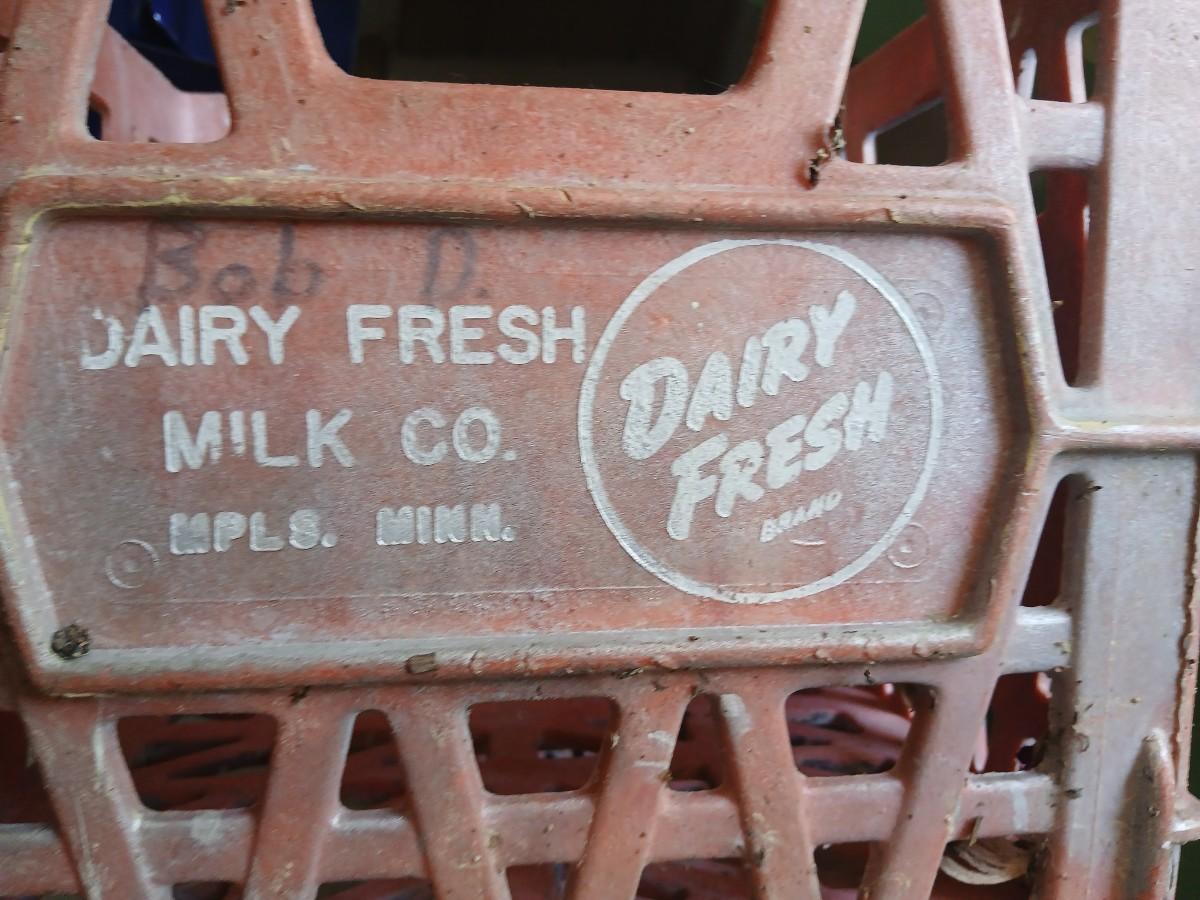 Bob D.
DAIRY FRESH
MILK CO.
MPLS. MINN.
DAIRY
FRESH
BRAND